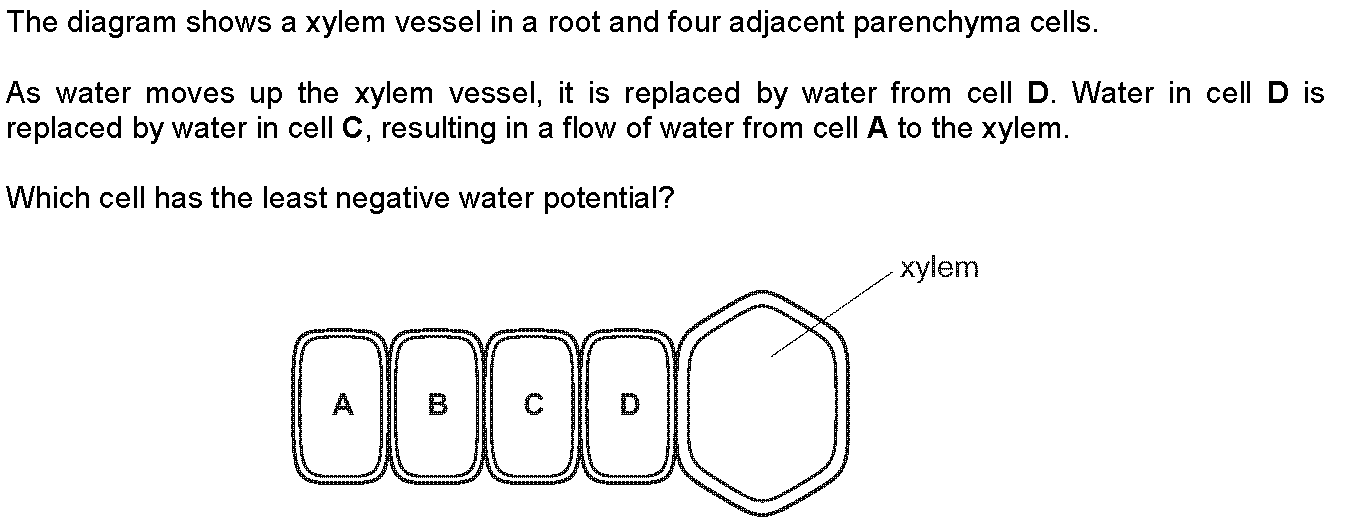 The diagram shows a xylem vessel in a root and four adjacent parenchyma cells.
As water moves up the xylem vessel, it is replaced by water from cell D. Water in cell D is
replaced by water in cell C, resulting in a flow of water from cell A to the xylem.
Which cell has the least negative water potential?
xylem
A B C D